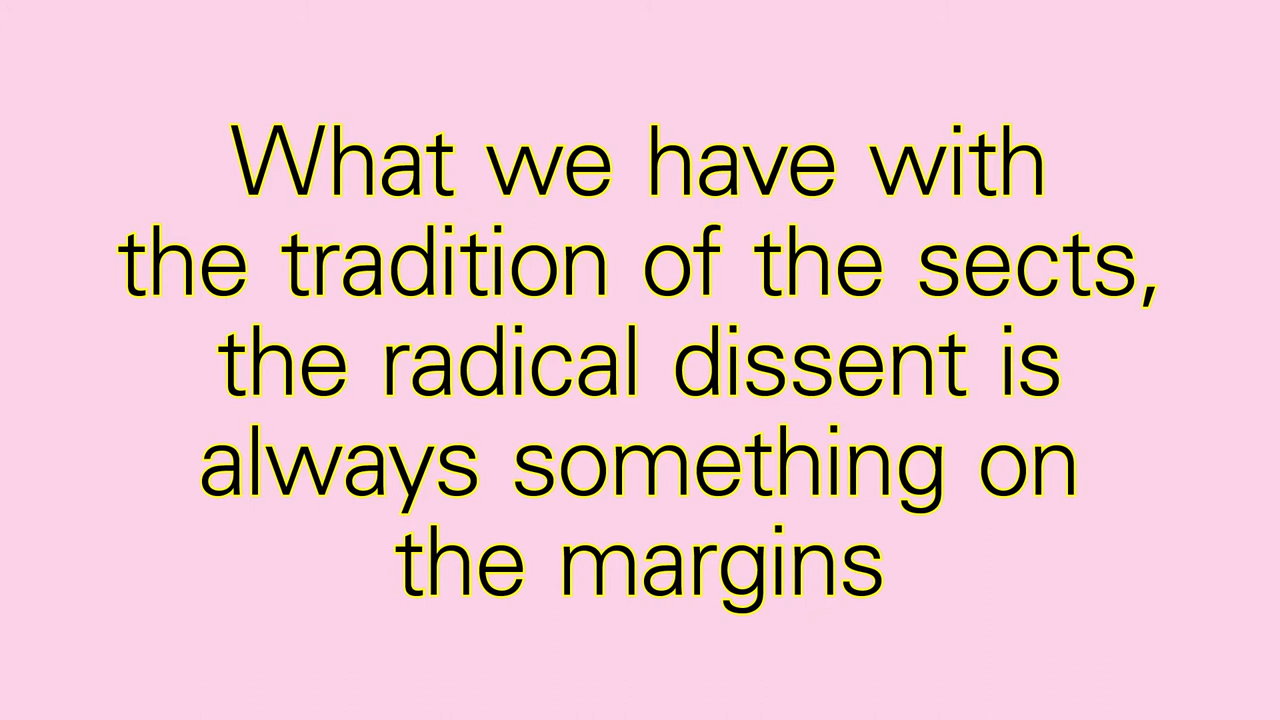 What we have with
the tradition of the sects,
the radical dissent is
always something on
the margins